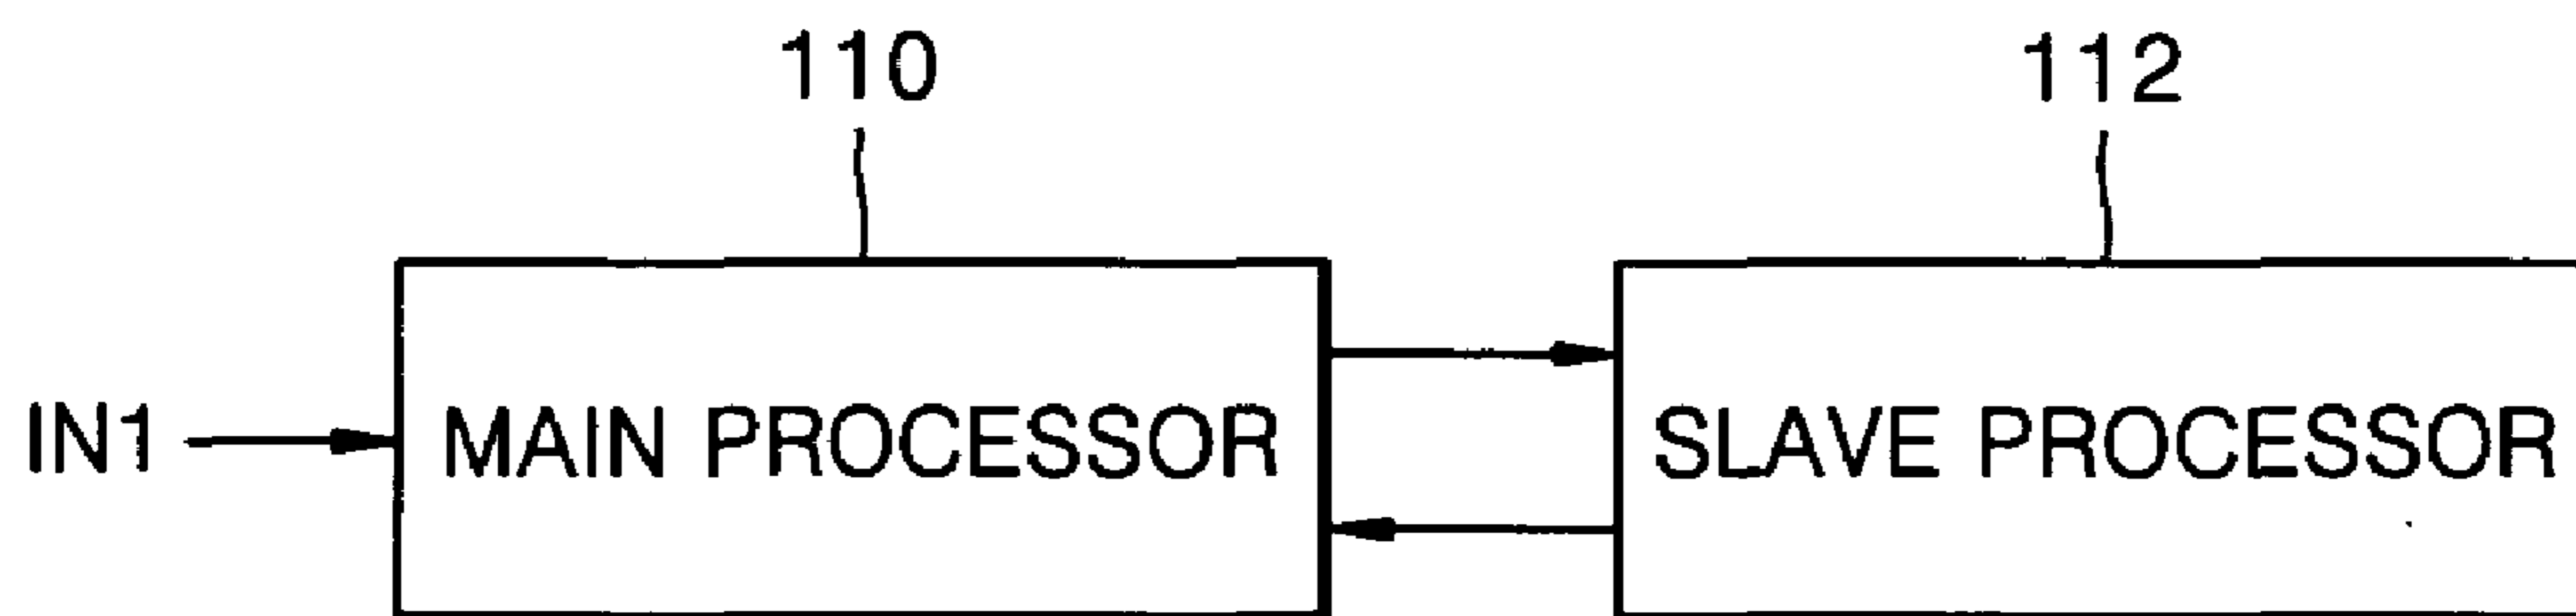 110
112
IN1
MAIN PROCESSOR
SLAVE PROCESSOR